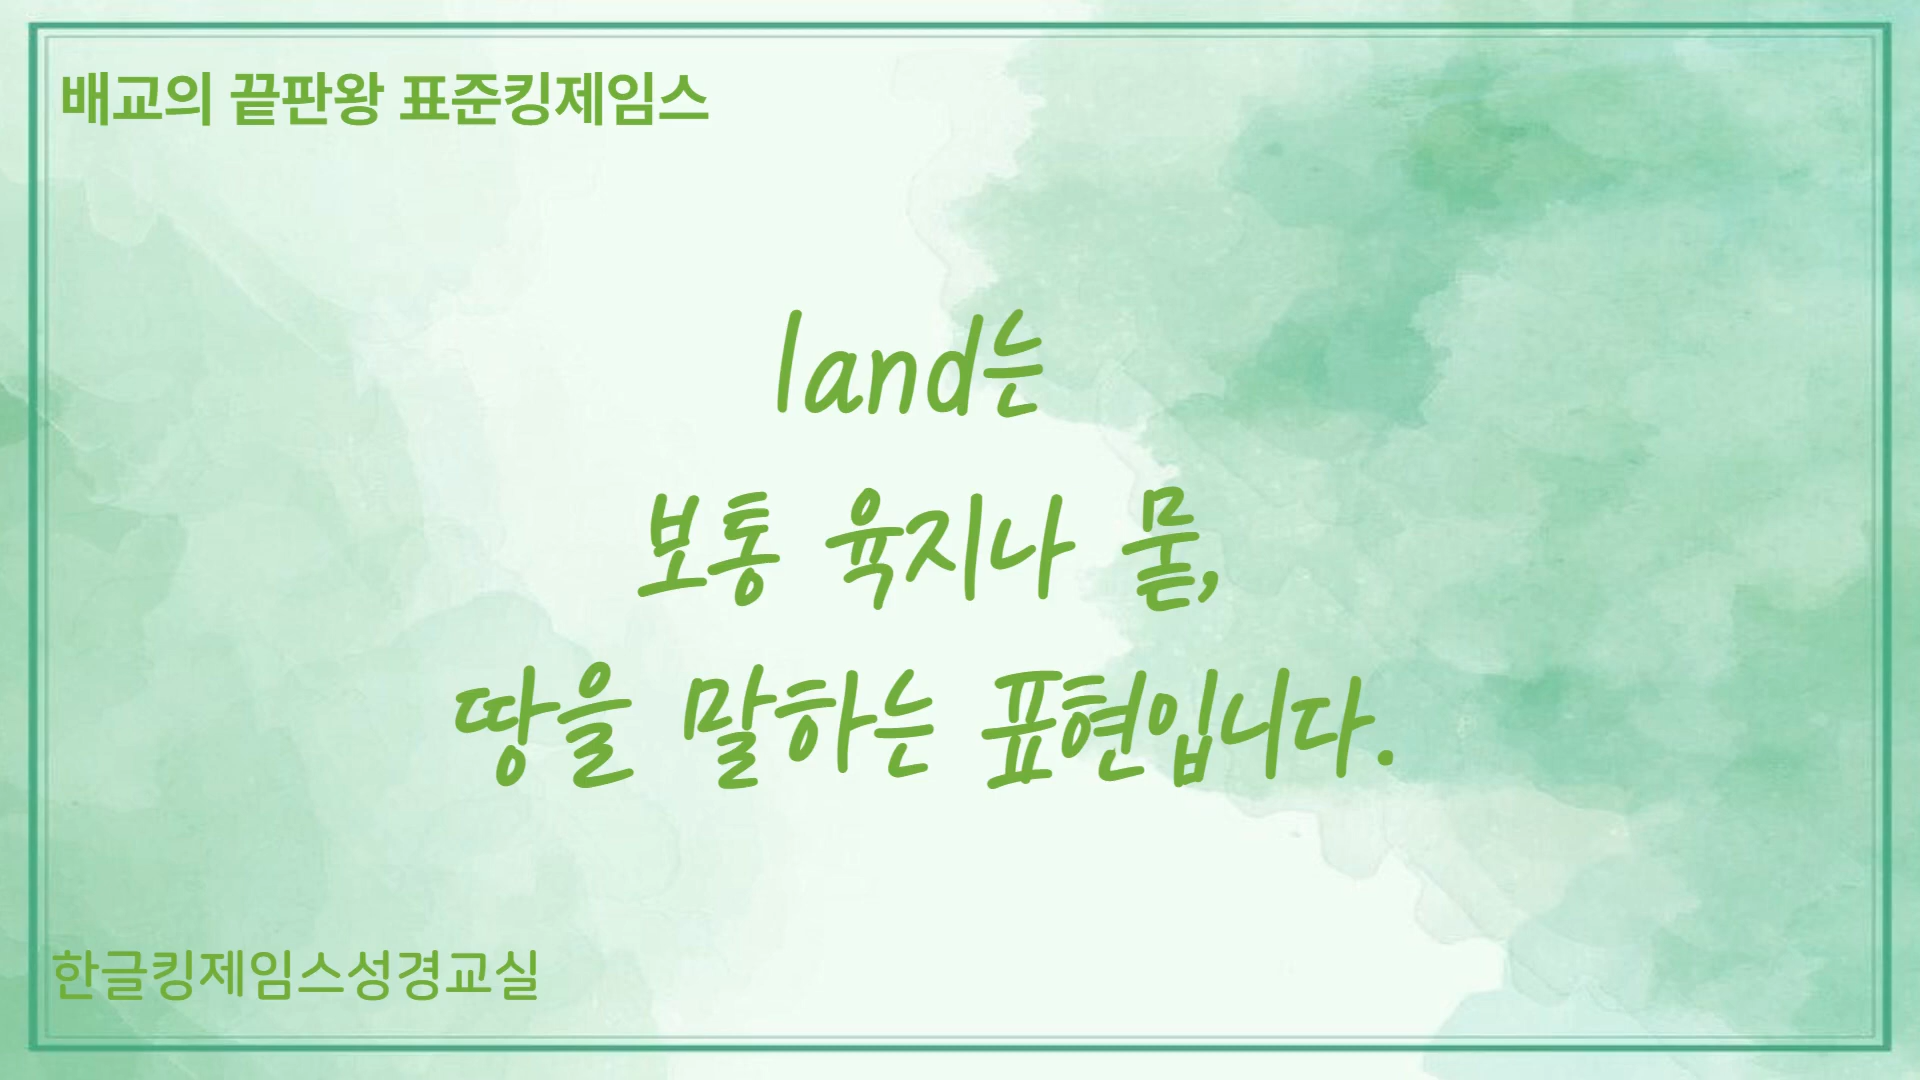 배교의 끝판왕 표준킹제임스
land는
보통 육지나 뭍,
땅을 말하는 표현입니다.
한글킹제임스성경교실